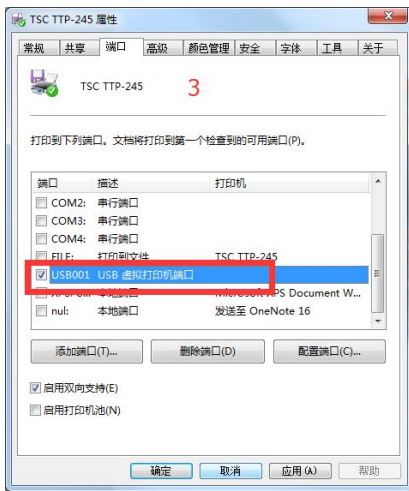 TSC TTP-245 属性
常规 共享 端口 高级 颜色管理 安全 字体 工具 关于
TSC TTP-245
3
打印到下列端口。文档将打印到第一个检查到的可用端口(P)。
端口 描述 打印机
COM2: 串行端口
COM3: 串行端口
COM4: 串行端口
FILE: 打印到文件 TSC TTP-245
USB001 USB 虚拟打印机端口
本地端口 Microsoft XPS Document W...
nul: 本地端口 发送至 OneNote 16
添加端口(T)... 删除端口(D) 配置端口(C)...
启用双向支持(E)
启用打印机池(N)
确定 取消 应用(A) 帮助